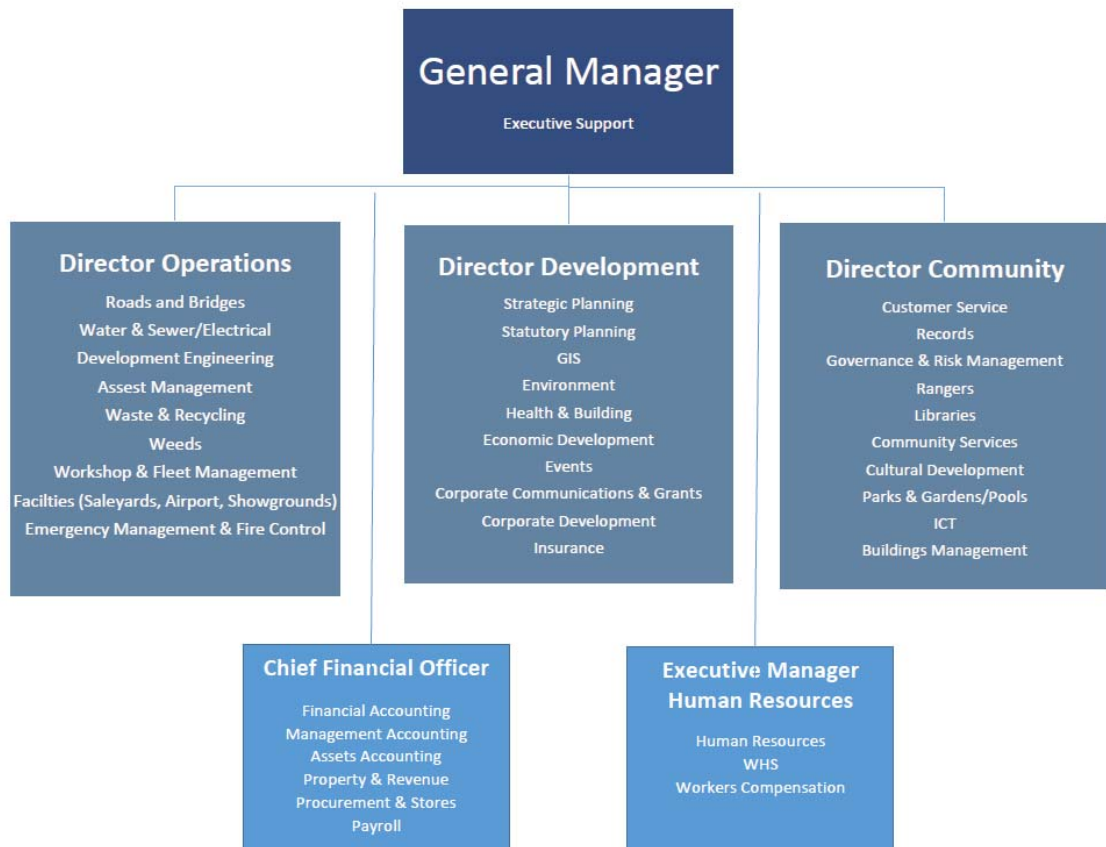 General Manager
Executive Support
Director Operations
Roads and Bridges
Water & Sewer/Electrical
Development Engineering
Assest Management
Waste & Recycling
Weeds
Workshop & Fleet Management
Facilties (Saleyards, Airport, Showgrounds)
Emergency Management & Fire Control
Director Development
Strategic Planning
Statutory Planning
GIS
Environment
Health & Building
Economic Development
Events
Corporate Communications & Grants
Corporate Development
Insurance
Director Community
Customer Service
Records
Governance & Risk Management
Rangers
Libraries
Community Services
Cultural Development
Parks & Gardens/Pools
ICT
Buildings Management
Chief Financial Officer
Financial Accounting
Management Accounting
Assets Accounting
Property & Revenue
Procurement & Stores
Payroll
Executive Manager
Human Resources
Human Resources
WHS
Workers Compensation